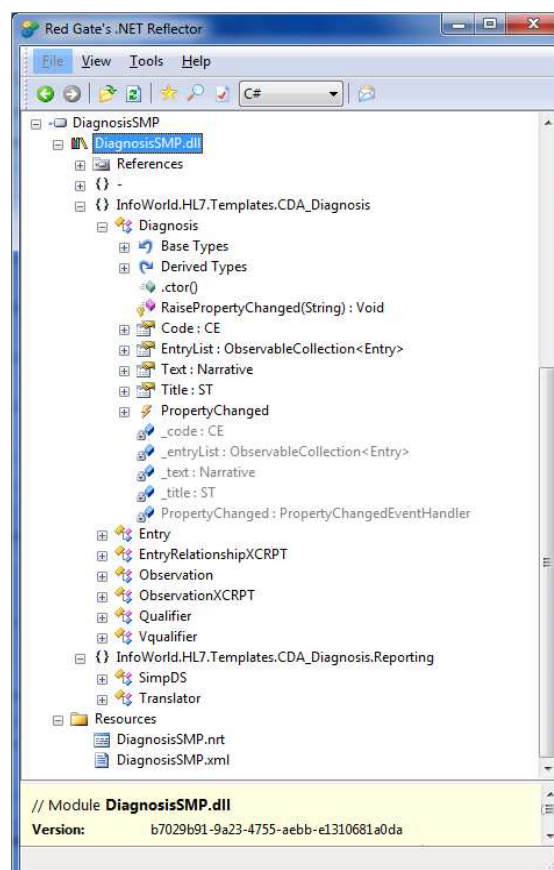 Red Gate's .NET Reflector
File View Tools Help
C#
DiagnosisSMP
DiagnosisSMP.dll
References
{} -
{} InfoWorld.HL7.Templates.CDA_Diagnosis
Diagnosis
Base Types
Derived Types
.ctor()
RaisePropertyChanged(String) : Void
Code : CE
EntryList : ObservableCollection<Entry>
Text : Narrative
Title : ST
PropertyChanged
_code : CE
_entryList : ObservableCollection<Entry>
_text : Narrative
_title : ST
PropertyChanged : PropertyChangedEventHandler
Entry
EntryRelationshipXCRPT
Observation
ObservationXCRPT
Qualifier
Vqualifier
{} InfoWorld.HL7.Templates.CDA_Diagnosis.Reporting
SimpDS
Translator
Resources
DiagnosisSMP.nrt
DiagnosisSMP.xml
// Module DiagnosisSMP.dll
Version: b7029b91-9a23-4755-aebb-e1310681a0da